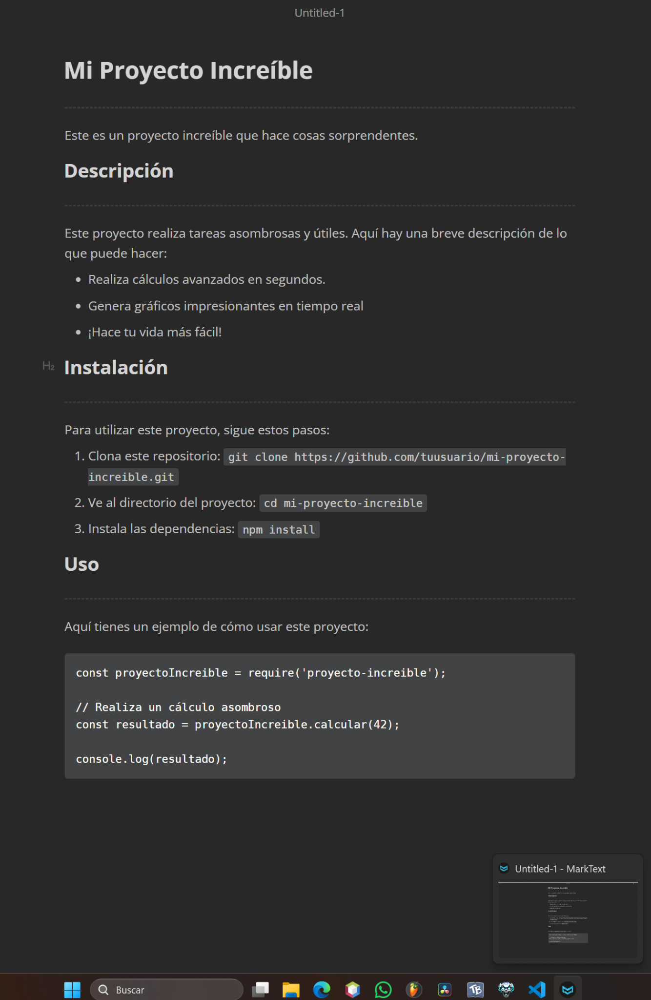 Untitled-1
Mi Proyecto Increíble
Este es un proyecto increíble que hace cosas sorprendentes.
Descripción
Este proyecto realiza tareas asombrosas y útiles. Aquí hay una breve descripción de lo
que puede hacer:
• Realiza cálculos avanzados en segundos.
• Genera gráficos impresionantes en tiempo real
• ¡Hace tu vida más fácil!
H2 Instalación
Para utilizar este proyecto, sigue estos pasos:
1. Clona este repositorio: git clone https://github.com/tuusuario/mi-proyecto-
increible.git
2. Ve al directorio del proyecto: cd mi-proyecto-increible
3. Instala las dependencias: npm install
Uso
Aquí tienes un ejemplo de cómo usar este proyecto:
const proyectoIncreible = require('proyecto-increible');
// Realiza un cálculo asombroso
const resultado = proyectoIncreible.calcular(42);
console.log(resultado);
Untitled-1 - MarkText
Buscar
TB